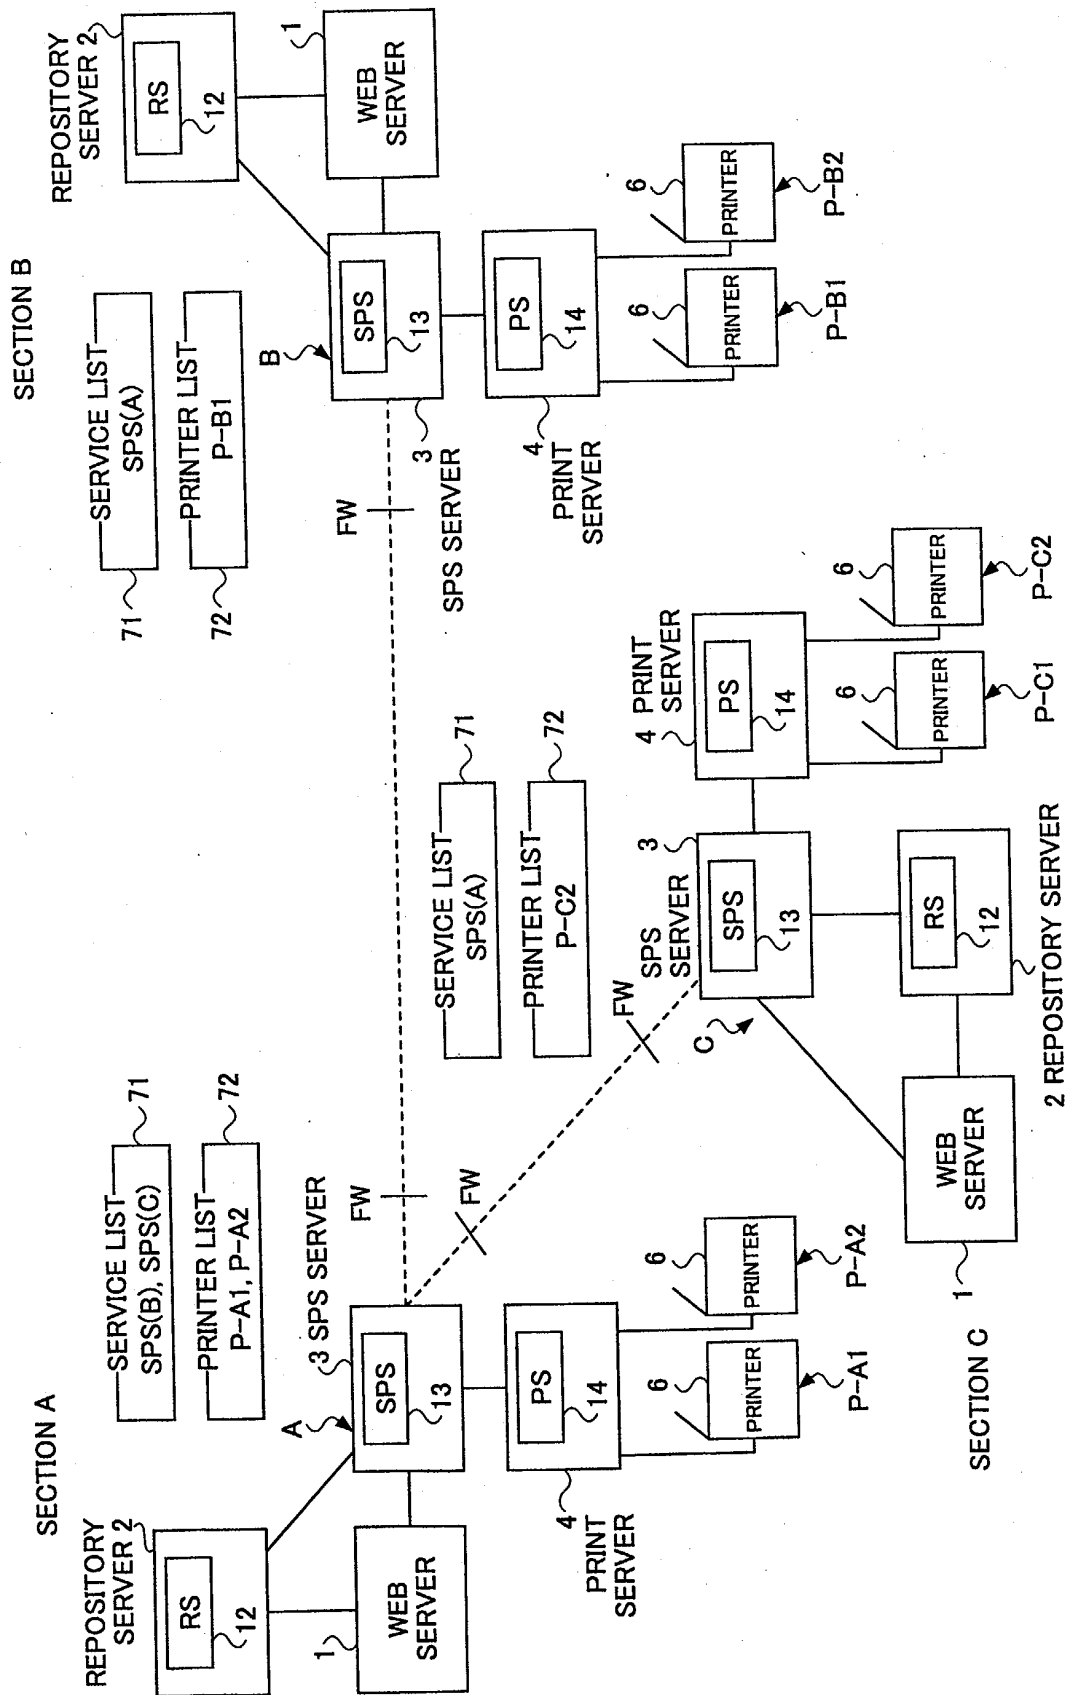 SECTION A
REPOSITORY
SERVER 2
RS
12
1
WEB
SERVER
SERVICE LIST
SPS(B), SPS(C)
71
PRINTER LIST
P-A1, P-A2
72
A
3 SPS SERVER
SPS
13
PS
14
4
PRINT
SERVER
6
PRINTER
P-A1
6
PRINTER
P-A2
FW
FW
FW
FW
SECTION B
SERVICE LIST
SPS(A)
71
PRINTER LIST
P-B1
72
REPOSITORY
SERVER 2
RS
12
1
WEB
SERVER
B
SPS
13
3
SPS SERVER
PS
14
4
PRINT
SERVER
6
PRINTER
P-B1
6
PRINTER
P-B2
SERVICE LIST
SPS(A)
71
PRINTER LIST
P-C2
72
C
SPS
SERVER
3
SPS
13
4
PRINT
SERVER
PS
14
6
PRINTER
P-C1
6
PRINTER
P-C2
RS
12
2 REPOSITORY SERVER
WEB
SERVER
1
SECTION C